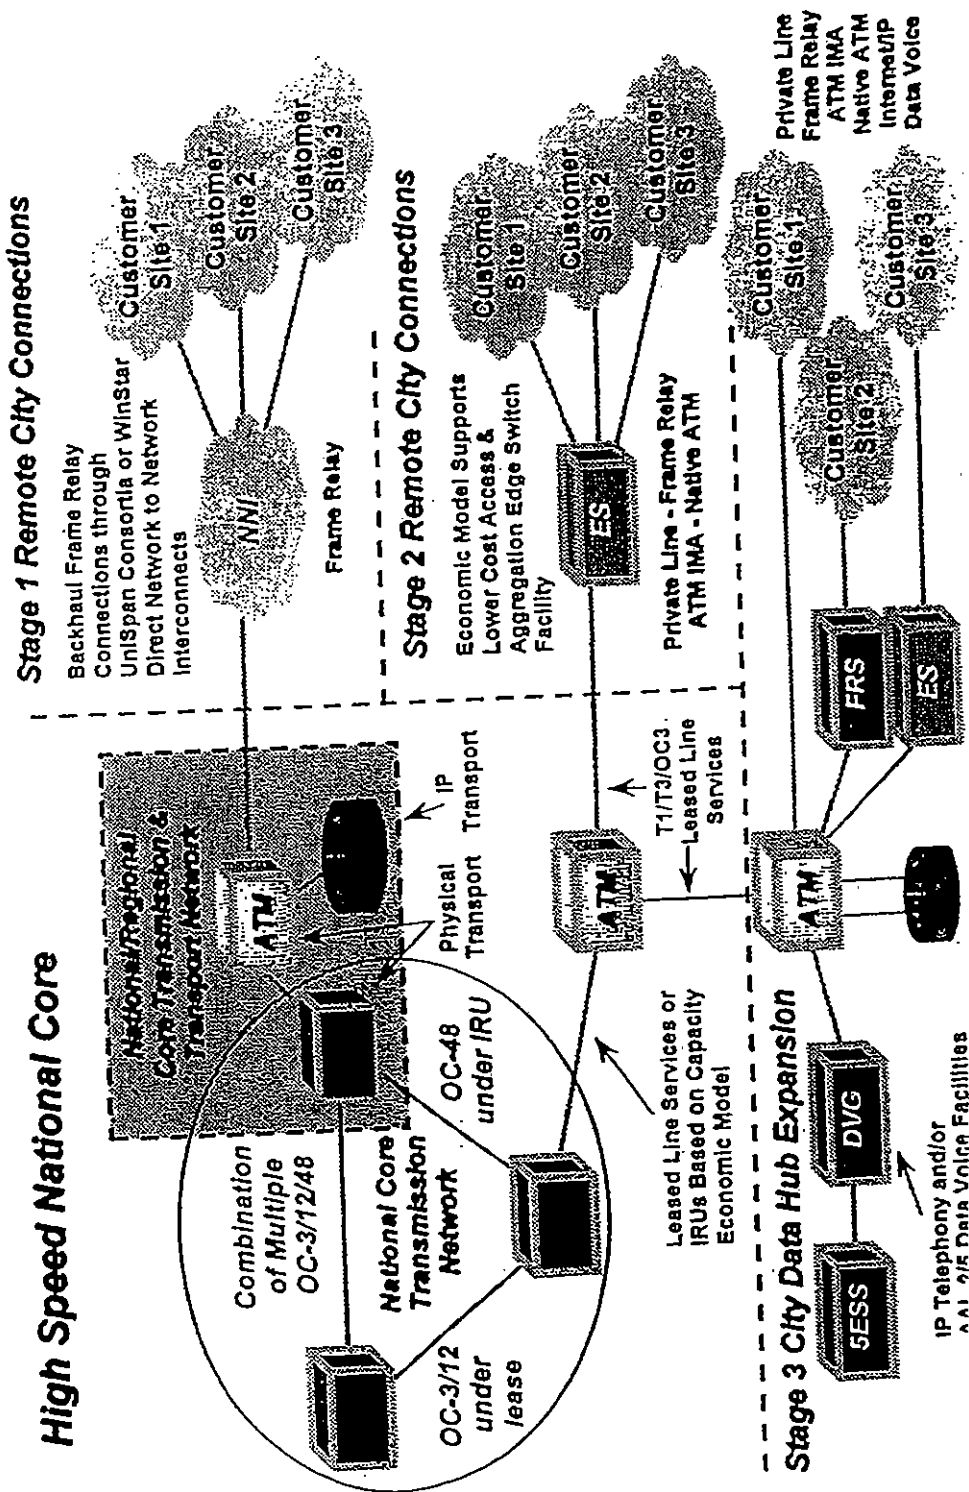 High Speed National Core
National/Regional
Core Transmission &
Transport Network
ATM
Combination
of Multiple
OC-3/12/48
National Core
Transmission
Network
OC-3/12
under
lease
OC-48
under IRU
Physical
Transport
IP
Transport
Leased Line Services or
IRUs Based on Capacity
Economic Model
ATM
T1/T3/OC3
Leased Line
Services
Stage 1 Remote City Connections
Backhaul Frame Relay
Connections through
UniSpan Consortia or WinStar
Direct Network to Network
Interconnects
NNI
Frame Relay
Customer
Site 1
Customer
Site 2
Customer
Site 3
Stage 2 Remote City Connections
Economic Model Supports
Lower Cost Access &
Aggregation Edge Switch
Facility
ES
Private Line - Frame Relay
ATM IMA - Native ATM
Customer
Site 1
Customer
Site 2
Customer
Site 3
Stage 3 City Data Hub Expansion
5ESS
DVG
ATM
FRS
ES
IP Telephony and/or
AAL 2/5 Data Voice Facilities
Customer
Site 1
Customer
Site 2
Customer
Site 3
Private Line
Frame Relay
ATM IMA
Native ATM
Internet/IP
Data Voice